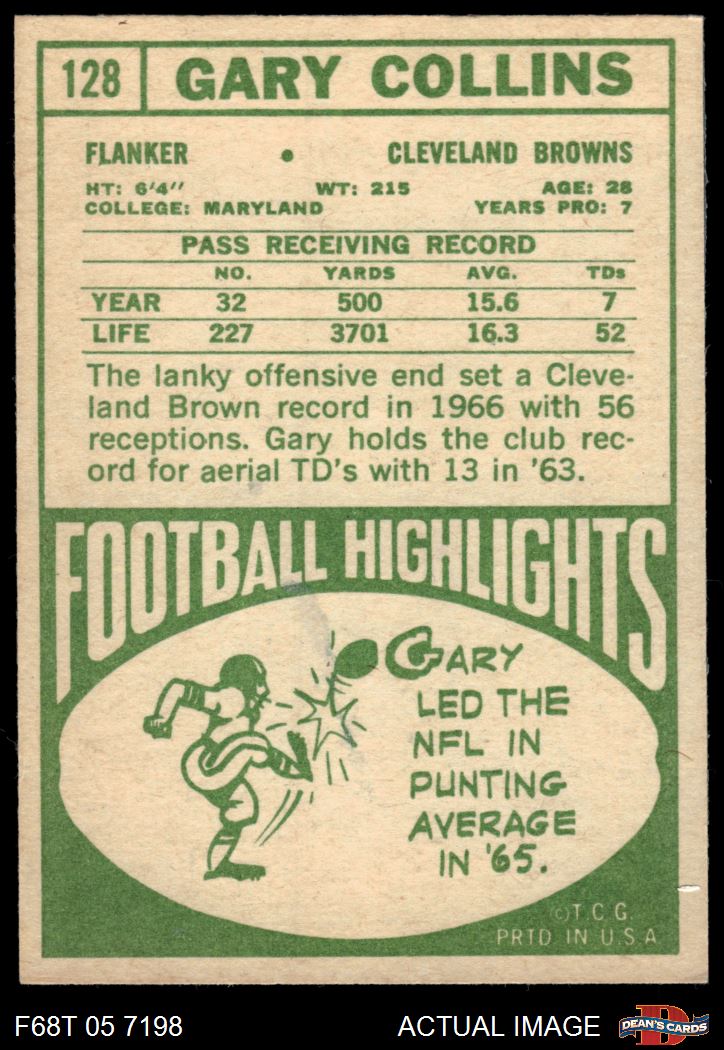 128 GARY COLLINS
FLANKER • CLEVELAND BROWNS
HT: 6'4'' WT: 215 AGE: 28
COLLEGE: MARYLAND YEARS PRO: 7
PASS RECEIVING RECORD
NO. YARDS AVG. TDs
YEAR 32 500 15.6 7
LIFE 227 3701 16.3 52
The lanky offensive end set a Cleve-
land Brown record in 1966 with 56
receptions. Gary holds the club rec-
ord for aerial TD's with 13 in '63.
FOOTBALL HIGHLIGHTS
GARY
LED THE
NFL IN
PUNTING
AVERAGE
IN '65.
©T.C.G.
PRTD IN U.S.A
F68T 05 7198 ACTUAL IMAGE D DEAN'S CARDS